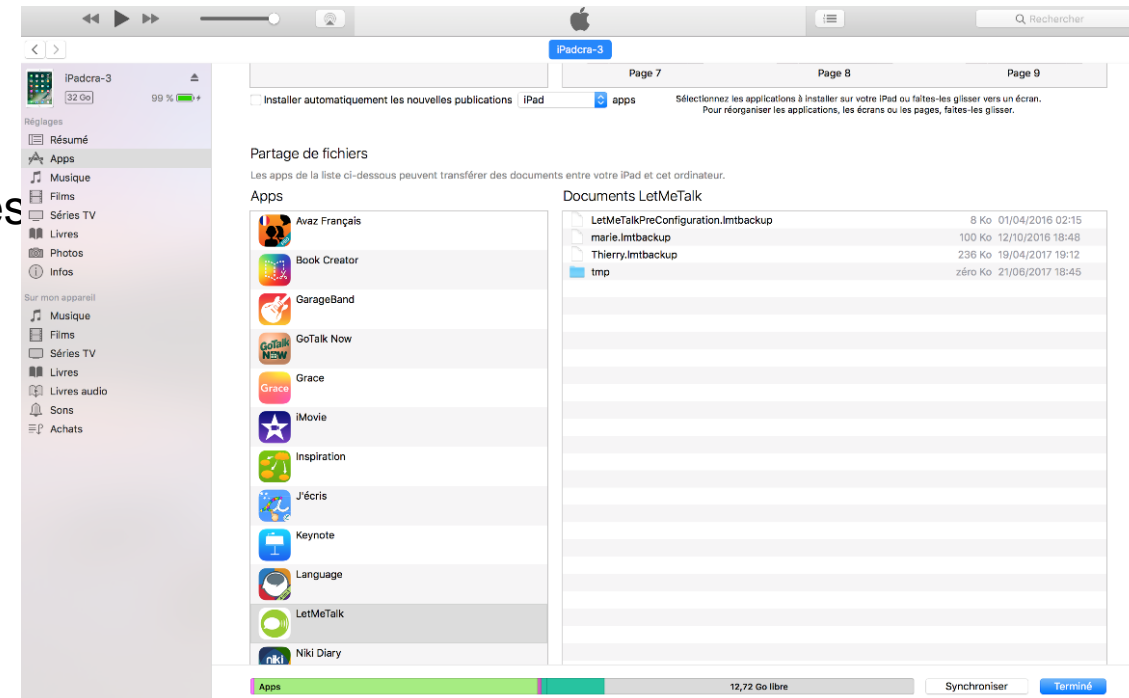 Rechercher
iPadcra-3
iPadcra-3
32 Go 99 %
Réglages
Résumé
Apps
Musique
Films
Séries TV
Livres
Photos
Infos
Sur mon appareil
Musique
Films
Séries TV
Livres
Livres audio
Sons
Achats
es
Page 7 Page 8 Page 9
Installer automatiquement les nouvelles publications iPad apps
Sélectionnez les applications à installer sur votre iPad ou faites-les glisser vers un écran.
Pour réorganiser les applications, les écrans ou les pages, faites-les glisser.
Partage de fichiers
Les apps de la liste ci-dessous peuvent transférer des documents entre votre iPad et cet ordinateur.
Apps
Avaz Français
Book Creator
GarageBand
GoTalk NOW
GoTalk Now
Grace
Grace
iMovie
Inspiration
J'écris
Keynote
Language
LetMeTalk
niki
Niki Diary
Documents LetMeTalk
LetMeTalkPreConfiguration.lmtbackup 8 Ko 01/04/2016 02:15
marie.lmtbackup 100 Ko 12/10/2016 18:48
Thierry.lmtbackup 236 Ko 19/04/2017 19:12
tmp zéro Ko 21/06/2017 18:45
Apps 12,72 Go libre Synchroniser Terminé